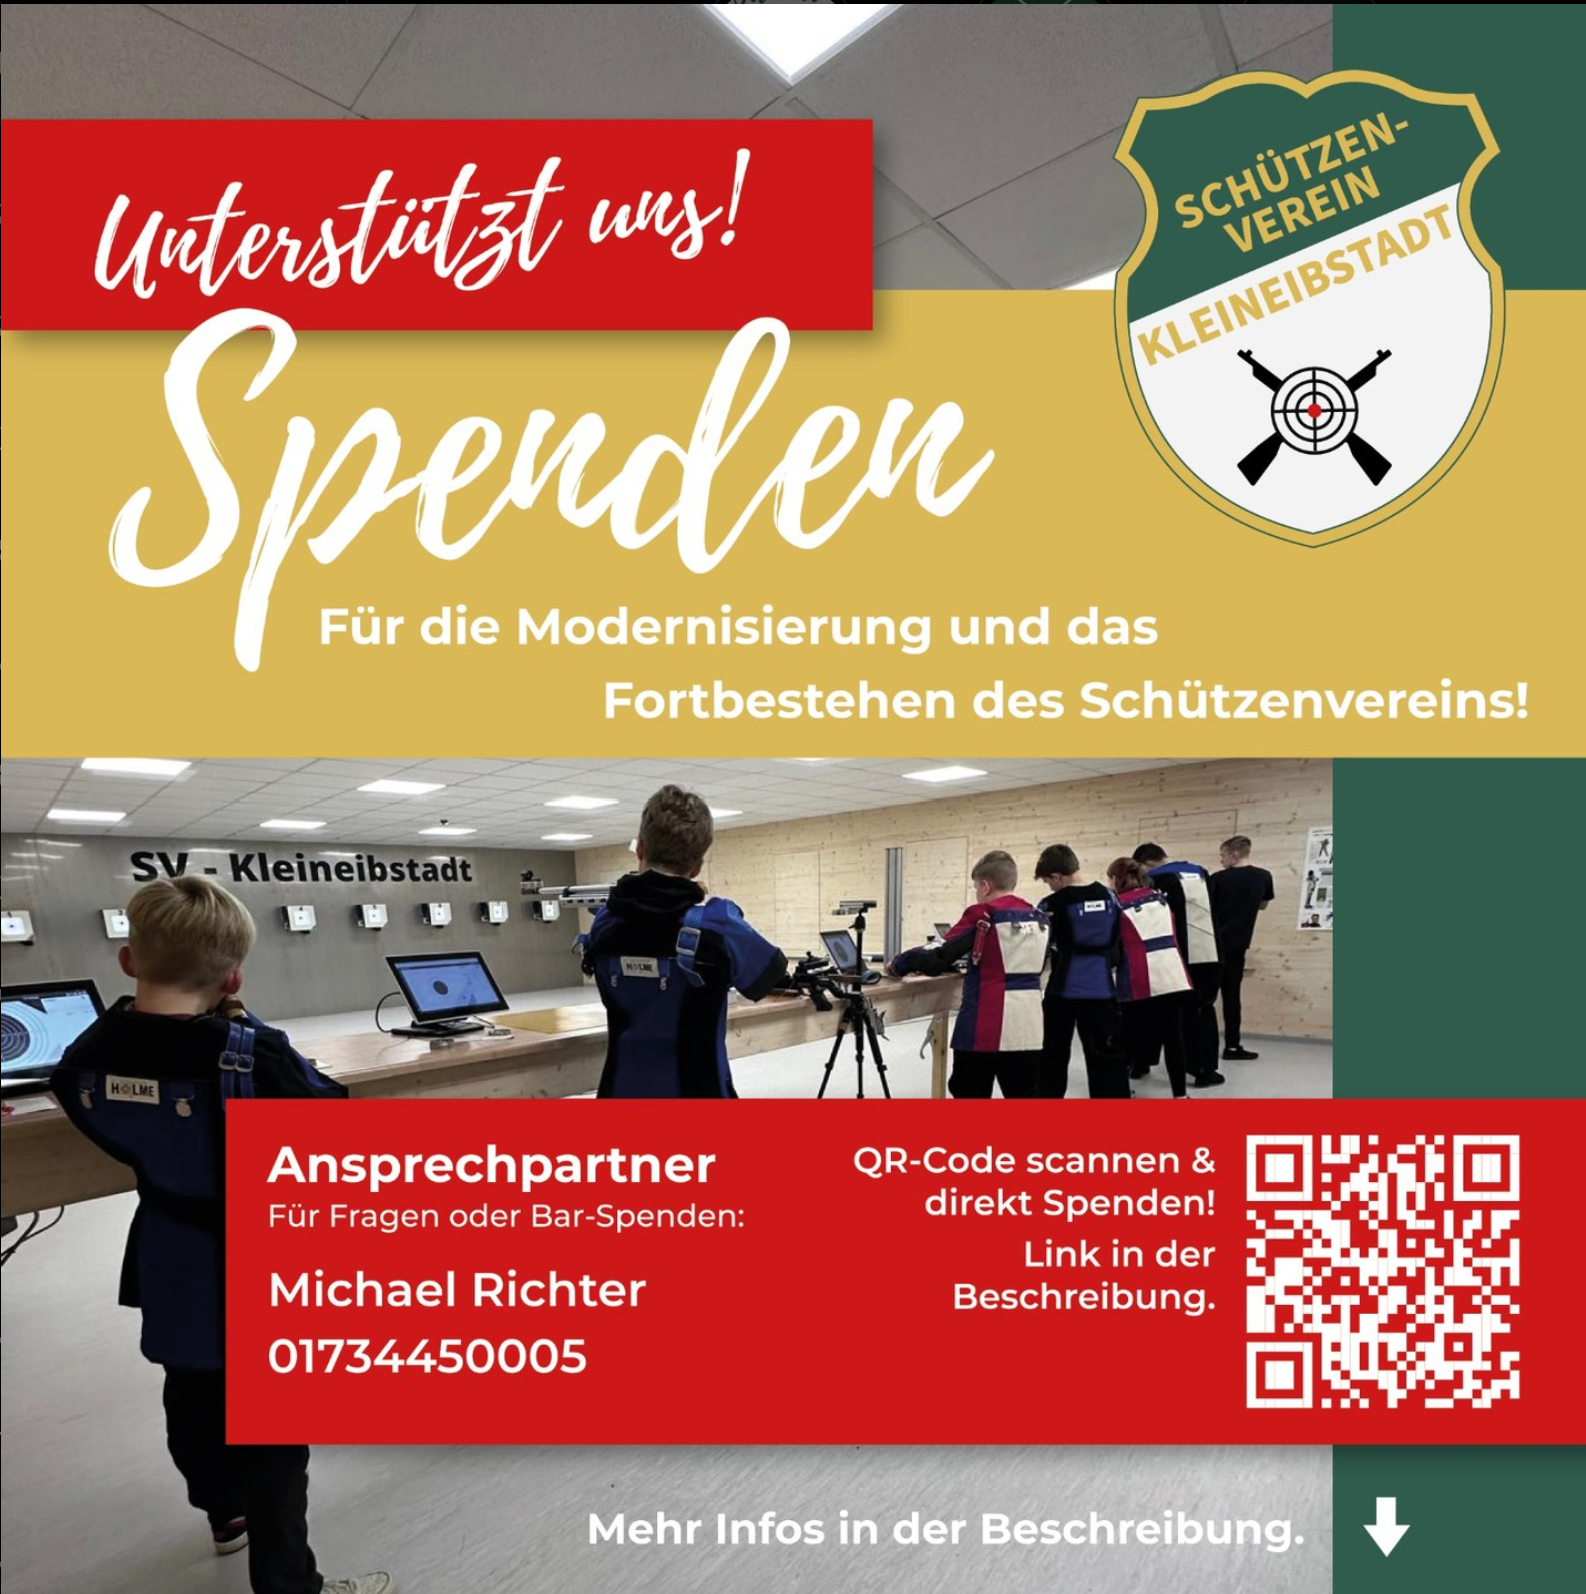 Unterstützt uns!
Spenden
SCHÜTZEN-
VEREIN
KLEINEIBSTADT
Für die Modernisierung und das
Fortbestehen des Schützenvereins!
SV - Kleineibstadt
HOLME
HOLME
Ansprechpartner
Für Fragen oder Bar-Spenden:
Michael Richter
01734450005
QR-Code scannen &
direkt Spenden!
Link in der
Beschreibung.
Mehr Infos in der Beschreibung.